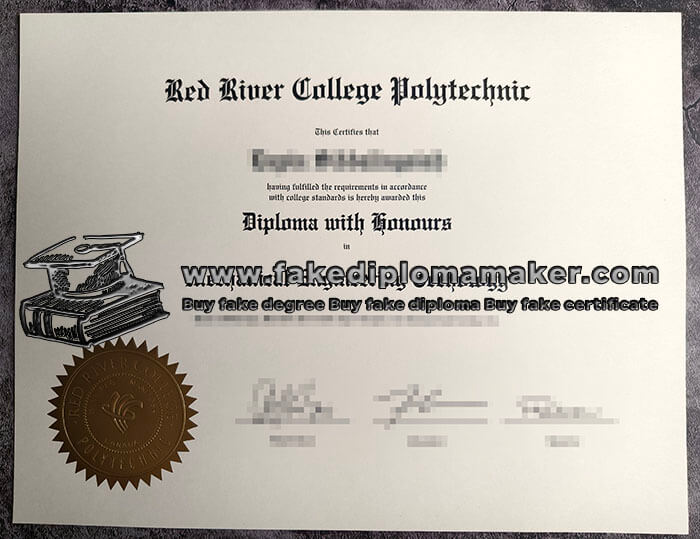 Red River College Polytechnic
This Certifies that
having fulfilled the requirements in accordance
with college standards is hereby awarded this
Diploma with Honours
in
www.fakediplomamaker.com
Buy fake degree Buy fake diploma Buy fake certificate
RED RIVER COLLEGE
CANADA
POLYTECHNIC